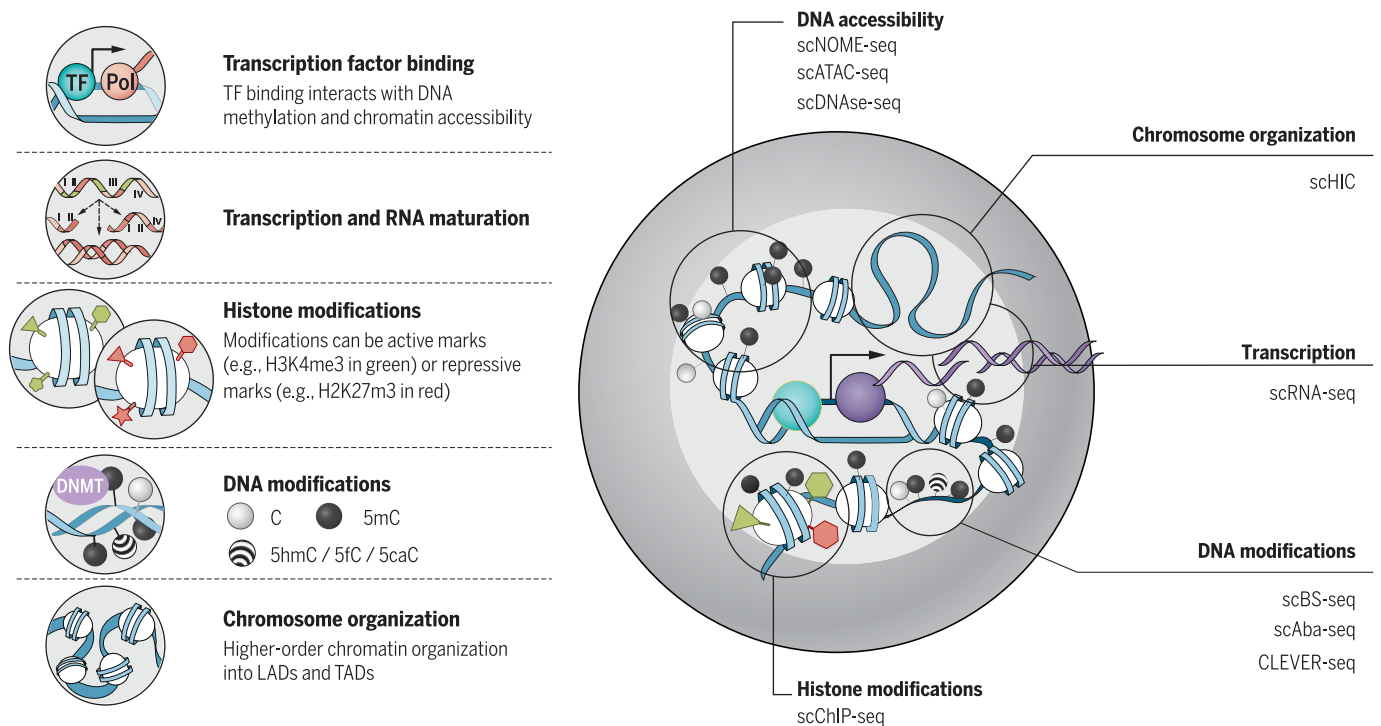 TF
Pol
Transcription factor binding
TF binding interacts with DNA
methylation and chromatin accessibility
I II III IV
I II IV
I II
Transcription and RNA maturation
Histone modifications
Modifications can be active marks
(e.g., H3K4me3 in green) or repressive
marks (e.g., H2K27m3 in red)
DNMT
DNA modifications
C 5mC
5hmC / 5fC / 5caC
Chromosome organization
Higher-order chromatin organization
into LADs and TADs
DNA accessibility
scNOME-seq
scATAC-seq
scDNAse-seq
Chromosome organization
scHIC
Transcription
scRNA-seq
DNA modifications
scBS-seq
scAba-seq
CLEVER-seq
Histone modifications
scChIP-seq